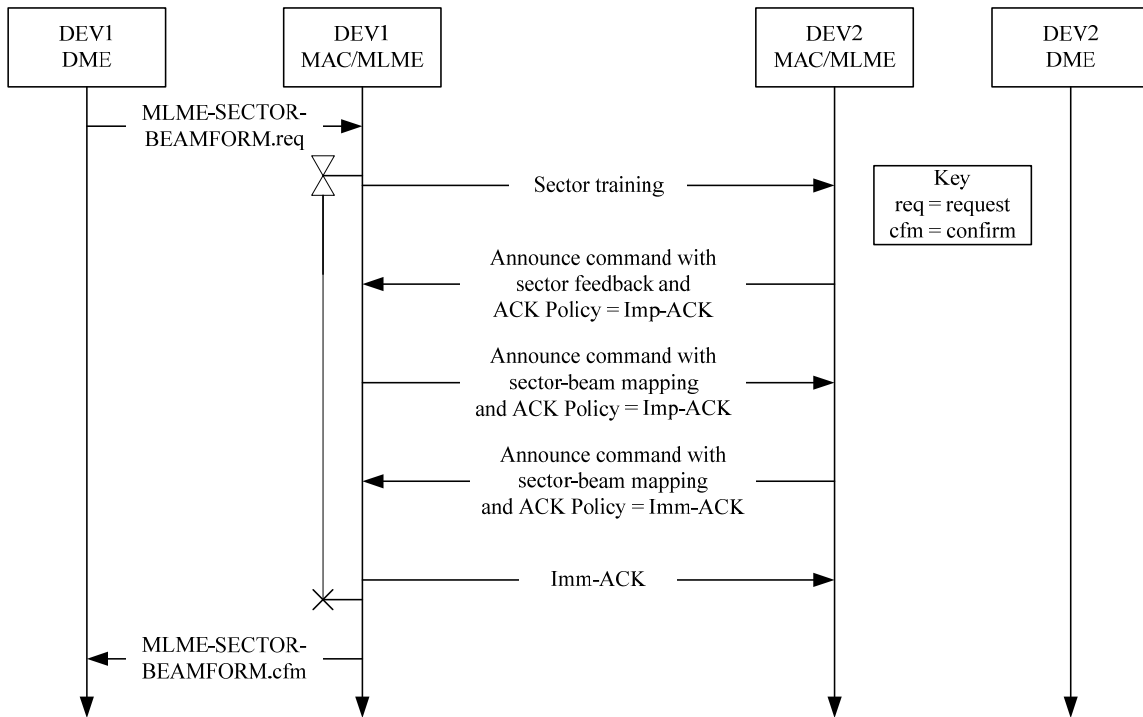 DEV1
DME
DEV1
MAC/MLME
DEV2
MAC/MLME
DEV2
DME
MLME-SECTOR-
BEAMFORM.req
Sector training
Key
req = request
cfm = confirm
Announce command with
sector feedback and
ACK Policy = Imp-ACK
Announce command with
sector-beam mapping
and ACK Policy = Imp-ACK
Announce command with
sector-beam mapping
and ACK Policy = Imm-ACK
Imm-ACK
MLME-SECTOR-
BEAMFORM.cfm